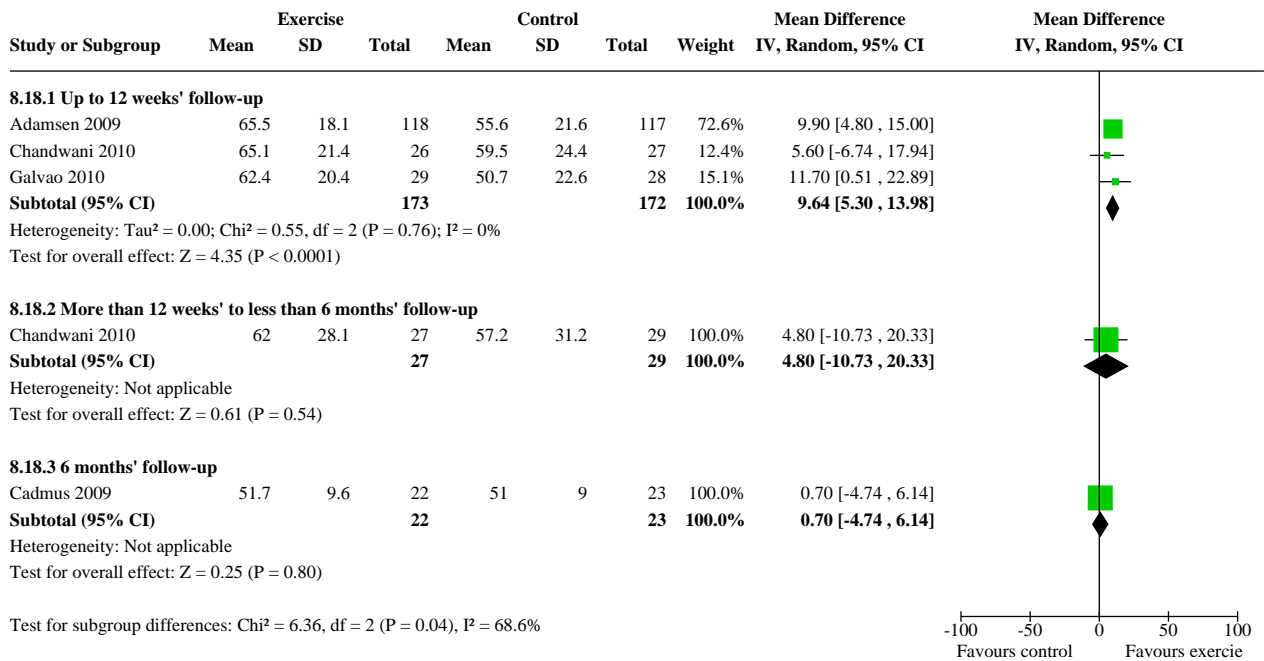 Exercise Control Mean Difference Mean Difference
Study or Subgroup Mean SD Total Mean SD Total Weight IV, Random, 95% CI IV, Random, 95% CI
8.18.1 Up to 12 weeks' follow-up
Adamsen 2009 65.5 18.1 118 55.6 21.6 117 72.6% 9.90 [4.80 , 15.00]
Chandwani 2010 65.1 21.4 26 59.5 24.4 27 12.4% 5.60 [-6.74 , 17.94]
Galvao 2010 62.4 20.4 29 50.7 22.6 28 15.1% 11.70 [0.51 , 22.89]
Subtotal (95% CI) 173 172 100.0% 9.64 [5.30 , 13.98]
Heterogeneity: Tau² = 0.00; Chi² = 0.55, df = 2 (P = 0.76); I² = 0%
Test for overall effect: Z = 4.35 (P < 0.0001)
8.18.2 More than 12 weeks' to less than 6 months' follow-up
Chandwani 2010 62 28.1 27 57.2 31.2 29 100.0% 4.80 [-10.73 , 20.33]
Subtotal (95% CI) 27 29 100.0% 4.80 [-10.73 , 20.33]
Heterogeneity: Not applicable
Test for overall effect: Z = 0.61 (P = 0.54)
8.18.3 6 months' follow-up
Cadmus 2009 51.7 9.6 22 51 9 23 100.0% 0.70 [-4.74 , 6.14]
Subtotal (95% CI) 22 23 100.0% 0.70 [-4.74 , 6.14]
Heterogeneity: Not applicable
Test for overall effect: Z = 0.25 (P = 0.80)
Test for subgroup differences: Chi² = 6.36, df = 2 (P = 0.04), I² = 68.6%
-100 -50 0 50 100
Favours control Favours exercie